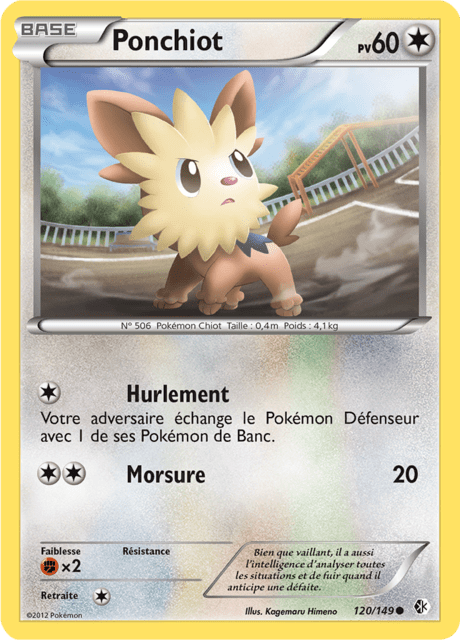 BASE
Ponchiot
PV60
N° 506 Pokémon Chiot Taille : 0,4m Poids : 4,1kg
Hurlement
Votre adversaire échange le Pokémon Défenseur
avec 1 de ses Pokémon de Banc.
Morsure 20
Faiblesse Résistance
×2
Retraite
Bien que vaillant, il a aussi
l'intelligence d'analyser toutes
les situations et de fuir quand il
anticipe une défaite.
©2012 Pokémon
Illus. Kagemaru Himeno
120/149